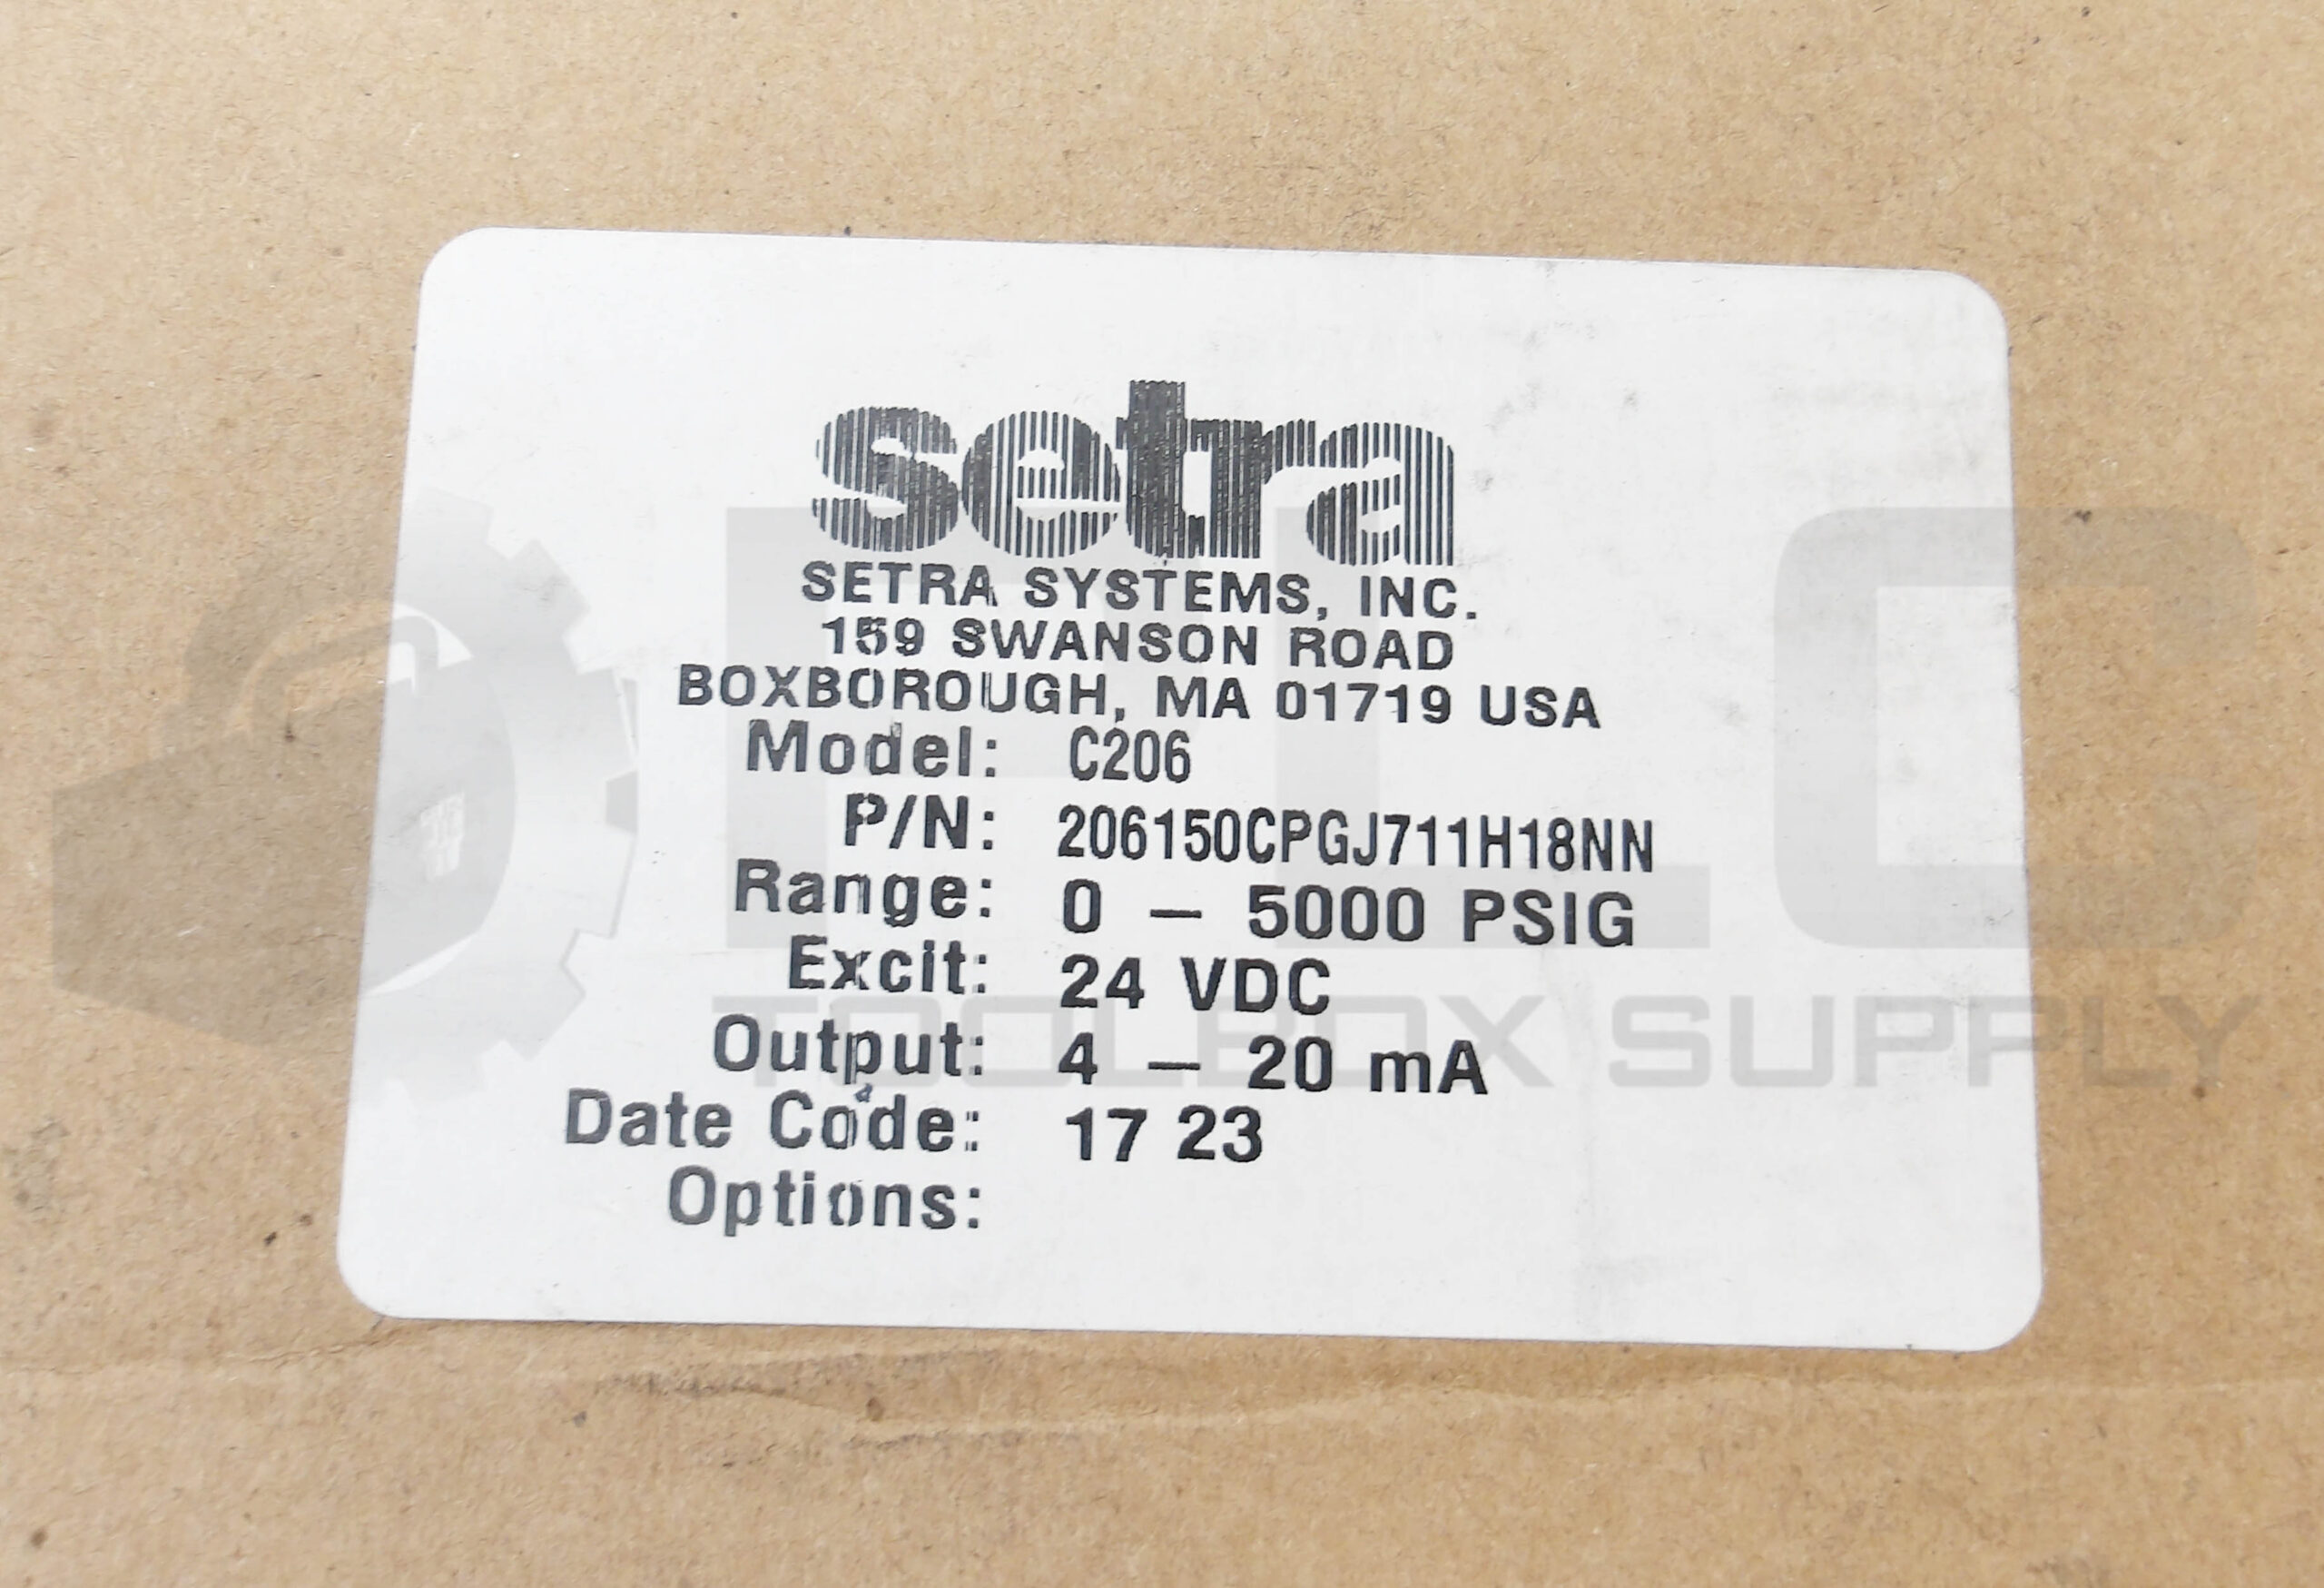 setra
SETRA SYSTEMS, INC.
159 SWANSON ROAD
BOXBOROUGH, MA 01719 USA
Model: C206
P/N: 206150CPGJ711H18NN
Range: 0 – 5000 PSIG
Excit: 24 VDC
Output: 4 – 20 mA
Date Code: 17 23
Options:
PLC
TOOLBOX SUPPLY